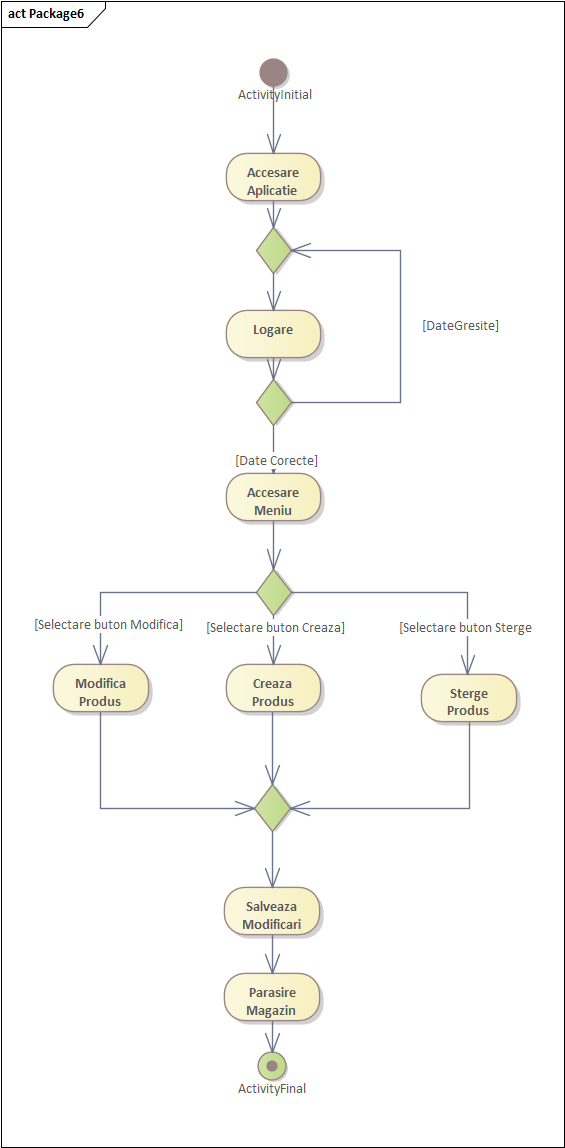 act Package6
ActivityInitial
Accesare
Aplicatie
Logare
[DateGresite]
[Date Corecte]
Accesare
Meniu
[Selectare buton Modifica]
[Selectare buton Creaza]
[Selectare buton Sterge
Modifica
Produs
Creaza
Produs
Sterge
Produs
Salveaza
Modificari
Parasire
Magazin
ActivityFinal